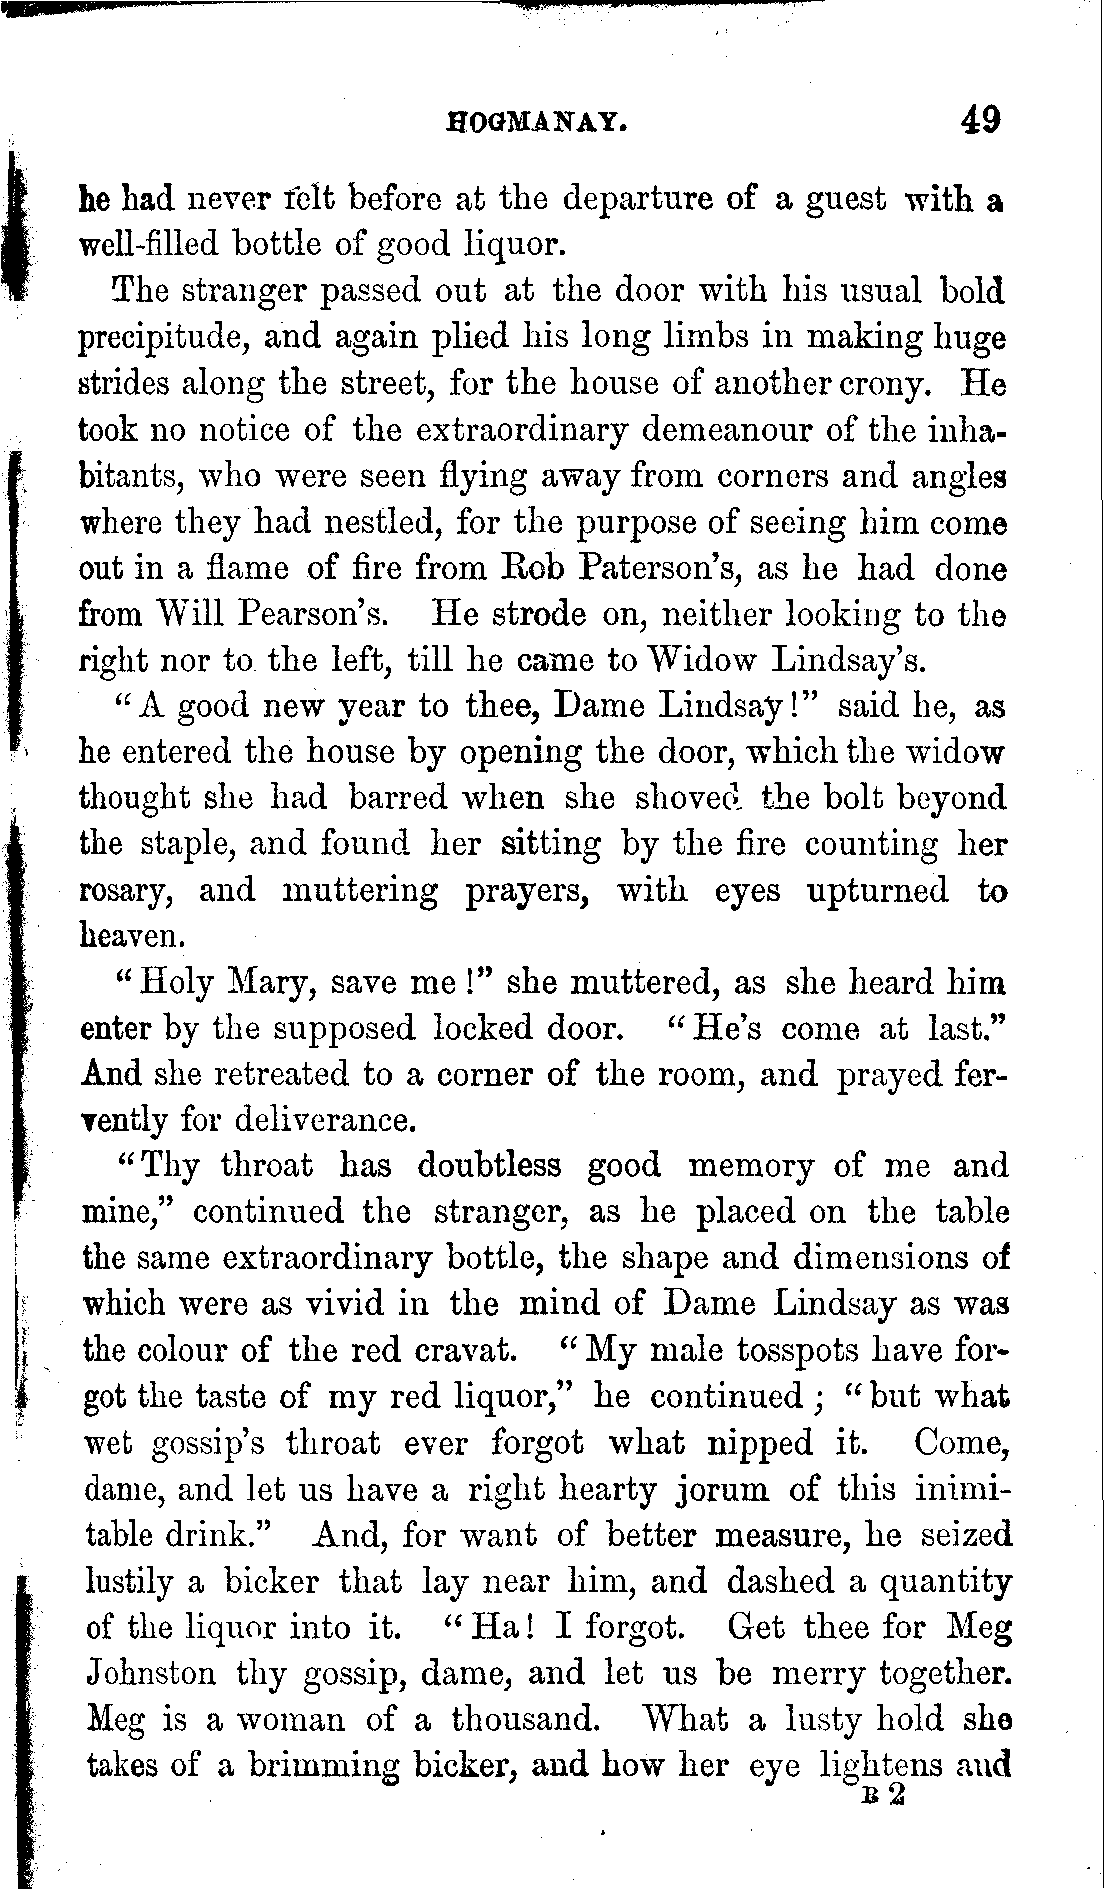 HOGMANAY. 49
he had never felt before at the departure of a guest with a
well-filled bottle of good liquor.
The stranger passed out at the door with his usual bold
precipitude, and again plied his long limbs in making huge
strides along the street, for the house of another crony. He
took no notice of the extraordinary demeanour of the inha-
bitants, who were seen flying away from corners and angles
where they had nestled, for the purpose of seeing him come
out in a flame of fire from Rob Paterson's, as he had done
from Will Pearson's. He strode on, neither looking to the
right nor to the left, till he came to Widow Lindsay's.
“A good new year to thee, Dame Lindsay!” said he, as
he entered the house by opening the door, which the widow
thought she had barred when she shoved the bolt beyond
the staple, and found her sitting by the fire counting her
rosary, and muttering prayers, with eyes upturned to
heaven.
“Holy Mary, save me!” she muttered, as she heard him
enter by the supposed locked door. “He's come at last.”
And she retreated to a corner of the room, and prayed fer-
vently for deliverance.
“Thy throat has doubtless good memory of me and
mine,” continued the stranger, as he placed on the table
the same extraordinary bottle, the shape and dimensions of
which were as vivid in the mind of Dame Lindsay as was
the colour of the red cravat. “My male tosspots have for-
got the taste of my red liquor,” he continued; “but what
wet gossip's throat ever forgot what nipped it. Come,
dame, and let us have a right hearty jorum of this inimi-
table drink.” And, for want of better measure, he seized
lustily a bicker that lay near him, and dashed a quantity
of the liquor into it. “Ha! I forgot. Get thee for Meg
Johnston thy gossip, dame, and let us be merry together.
Meg is a woman of a thousand. What a lusty hold she
takes of a brimming bicker, and how her eye lightens and
B 2